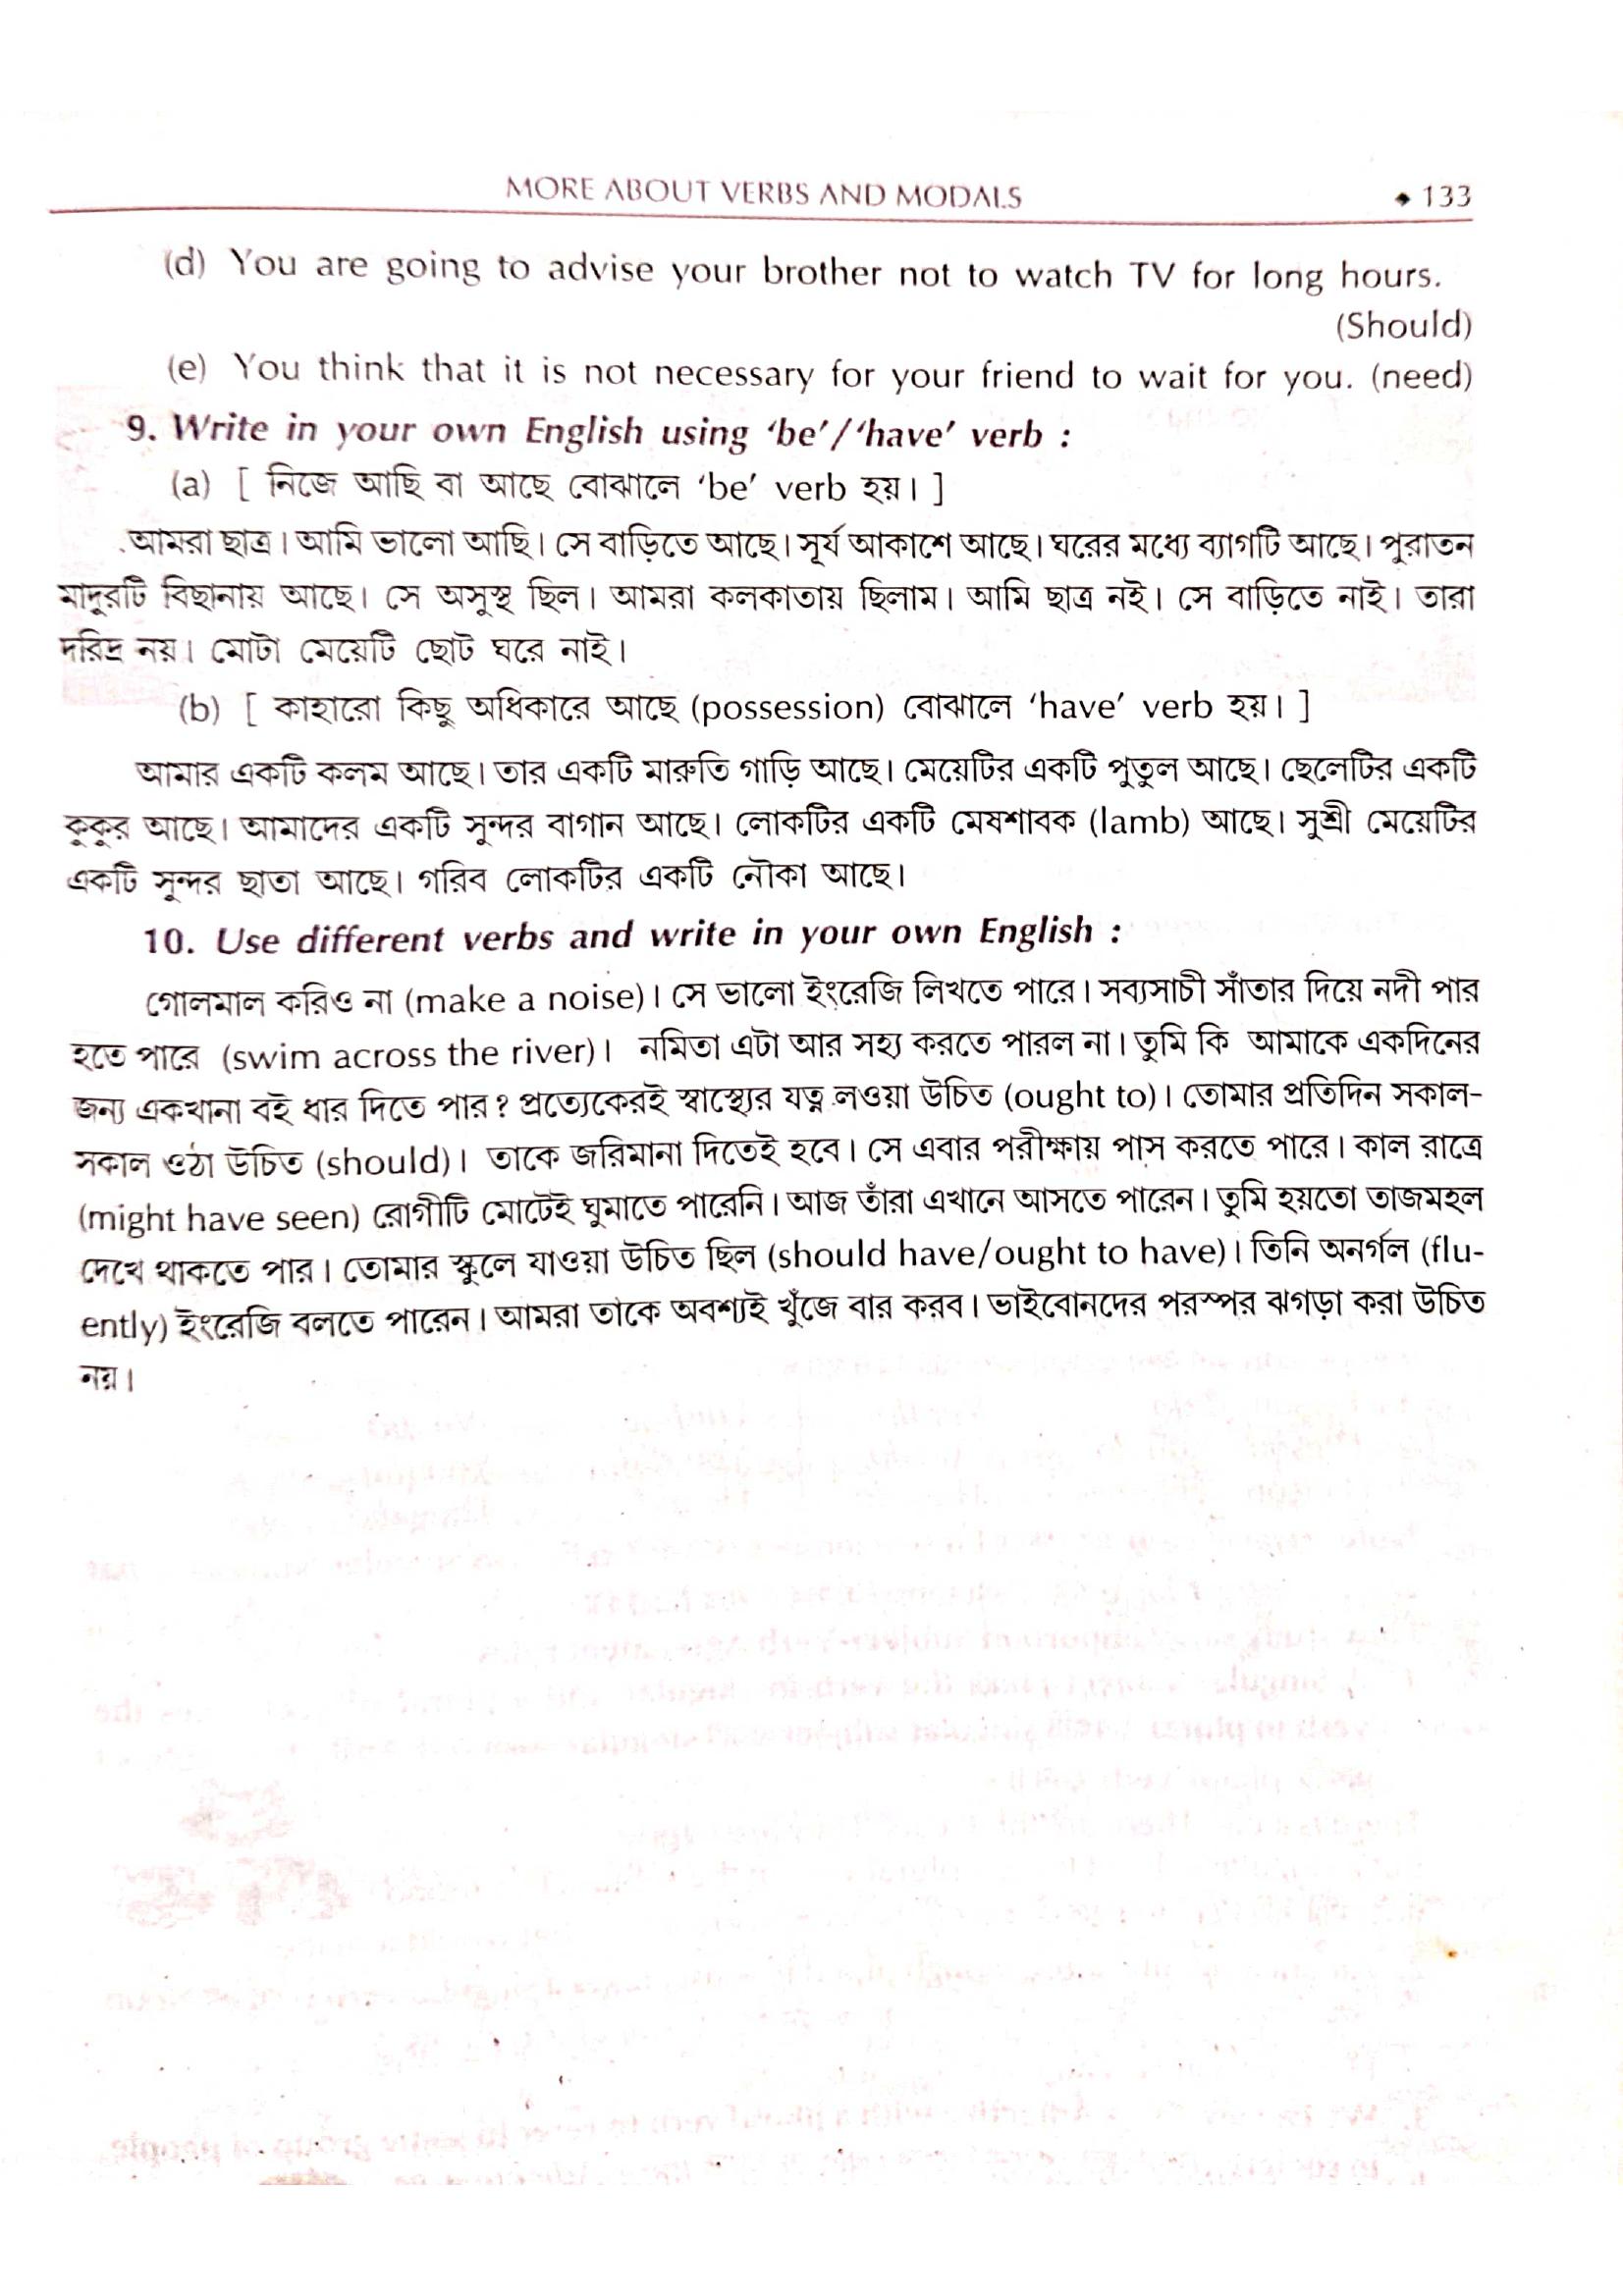 MORE ABOUT VERBS AND MODALS ◆ 133
(d) You are going to advise your brother not to watch TV for long hours.
(Should)
(e) You think that it is not necessary for your friend to wait for you. (need)
9. Write in your own English using ‘be’/‘have’ verb :
(a) [ নিজে আছি বা আছে বোঝালে ‘be’ verb হয়। ]
আমরা ছাত্র। আমি ভালো আছি। সে বাড়িতে আছে। সূর্য আকাশে আছে। ঘরের মধ্যে ব্যাগটি আছে। পুরাতন
মাদুরটি বিছানায় আছে। সে অসুস্থ ছিল। আমরা কলকাতায় ছিলাম। আমি ছাত্র নই। সে বাড়িতে নাই। তারা
দরিদ্র নয়। মোটা মেয়েটি ছোট ঘরে নাই।
(b) [ কাহারো কিছু অধিকারে আছে (possession) বোঝালে ‘have’ verb হয়। ]
আমার একটি কলম আছে। তার একটি মারুতি গাড়ি আছে। মেয়েটির একটি পুতুল আছে। ছেলেটির একটি
কুকুর আছে। আমাদের একটি সুন্দর বাগান আছে। লোকটির একটি মেষশাবক (lamb) আছে। সুশ্রী মেয়েটির
একটি সুন্দর ছাতা আছে। গরিব লোকটির একটি নৌকা আছে।
10. Use different verbs and write in your own English :
গোলমাল করিও না (make a noise)। সে ভালো ইংরেজি লিখতে পারে। সব্যসাচী সাঁতার দিয়ে নদী পার
হতে পারে (swim across the river)। নমিতা এটা আর সহ্য করতে পারল না। তুমি কি আমাকে একদিনের
জন্য একখানা বই ধার দিতে পার? প্রত্যেকেরই স্বাস্থ্যের যত্ন লওয়া উচিত (ought to)। তোমার প্রতিদিন সকাল-
সকাল ওঠা উচিত (should)। তাকে জরিমানা দিতেই হবে। সে এবার পরীক্ষায় পাস করতে পারে। কাল রাত্রে
(might have seen) রোগীটি মোটেই ঘুমাতে পারেনি। আজ তাঁরা এখানে আসতে পারেন। তুমি হয়তো তাজমহল
দেখে থাকতে পার। তোমার স্কুলে যাওয়া উচিত ছিল (should have/ought to have)। তিনি অনর্গল (flu-
ently) ইংরেজি বলতে পারেন। আমরা তাকে অবশ্যই খুঁজে বার করব। ভাইবোনদের পরস্পর ঝগড়া করা উচিত
নয়।